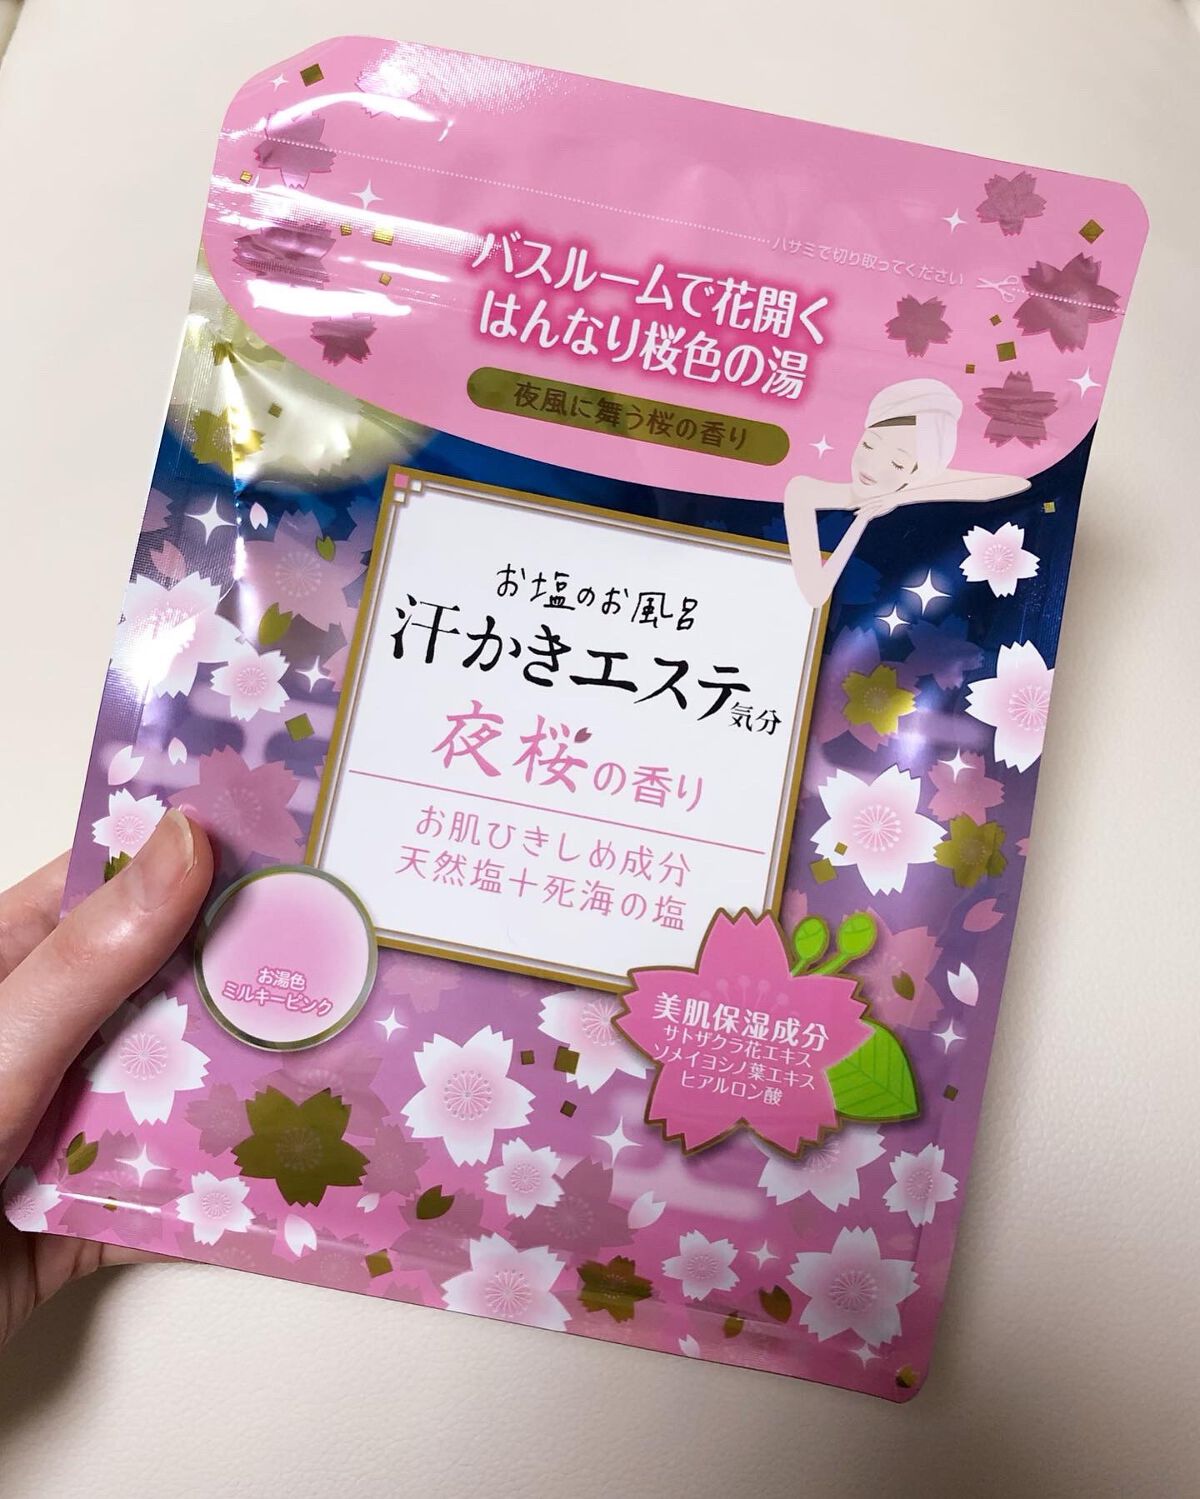 ハサミで切り取ってください
バスルームで花開く
はんなり桜色の湯
夜風に舞う桜の香り
お塩のお風呂
汗かきエステ気分
夜桜の香り
お肌ひきしめ成分
天然塩＋死海の塩
お湯色
ミルキーピンク
美肌保湿成分
サトザクラ花エキス
ソメイヨシノ葉エキス
ヒアルロン酸